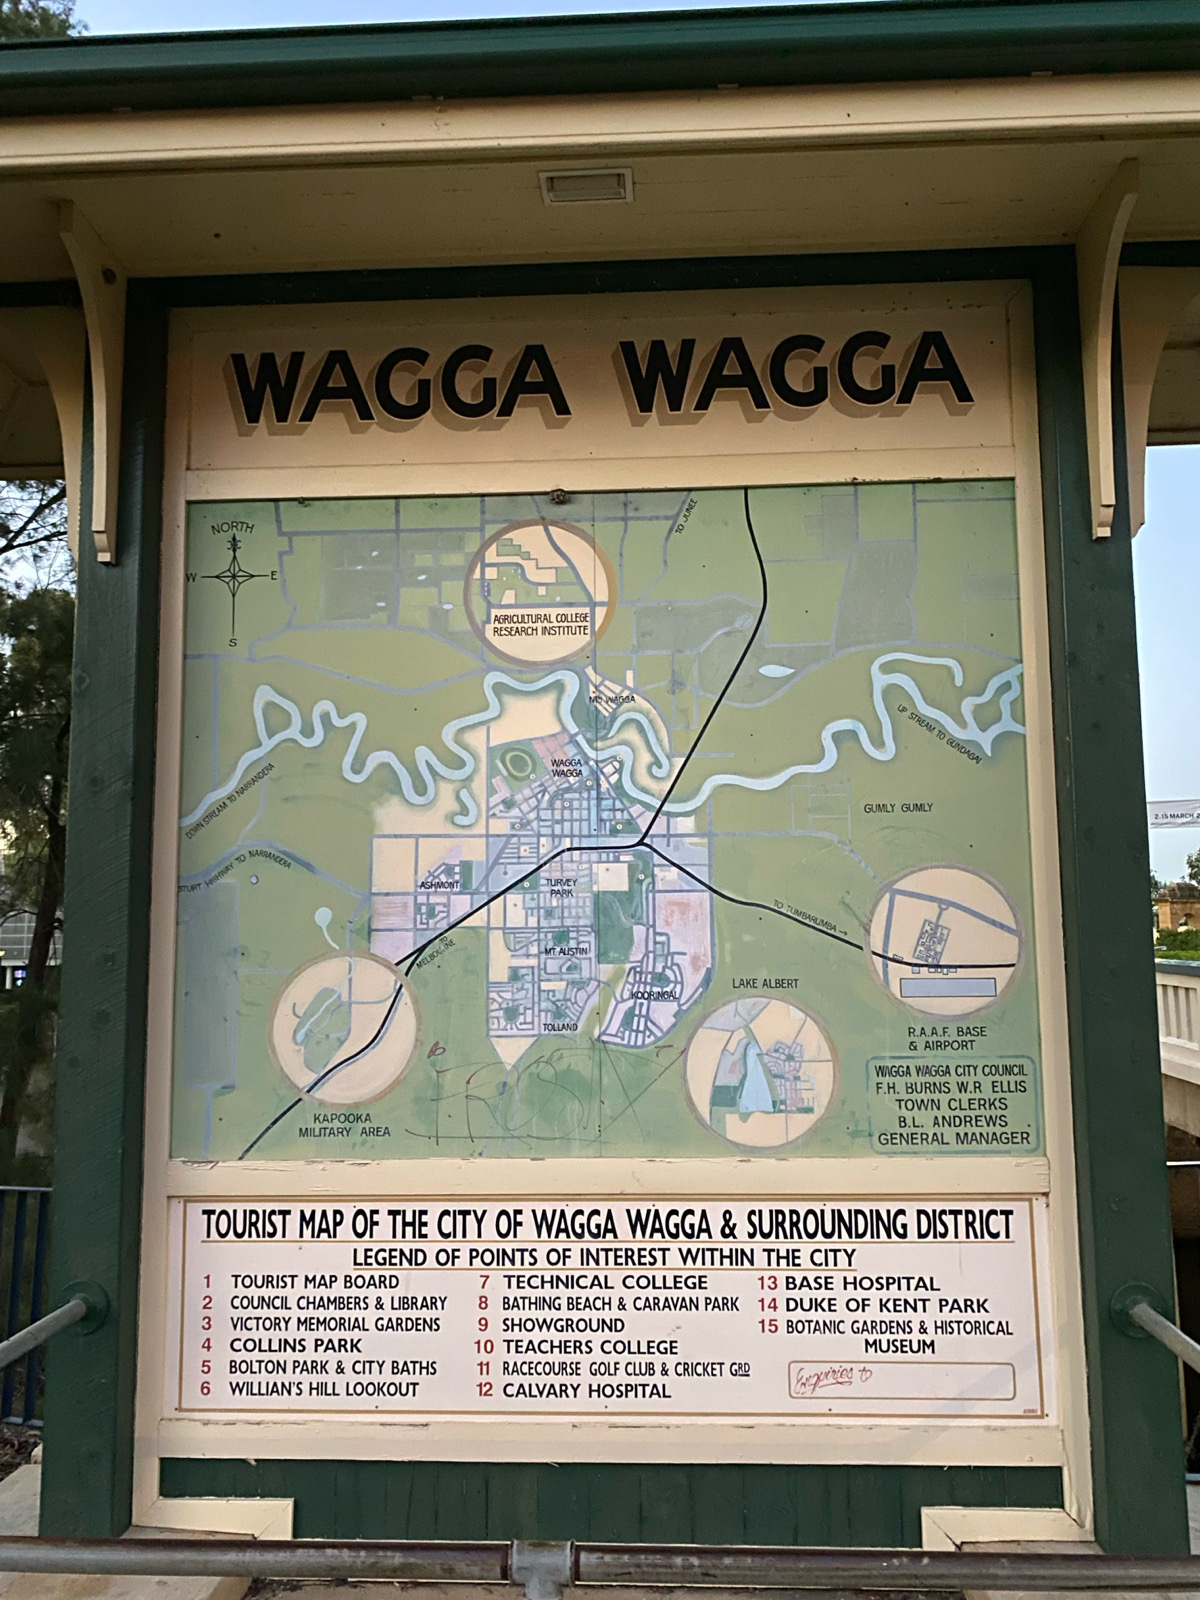 WAGGA WAGGA
NORTH
W
E
S
TO JUNEE
AGRICULTURAL COLLEGE
RESEARCH INSTITUTE
NTH WAGGA
UP STREAM TO GUNDAGAI
WAGGA
WAGGA
DOWN STREAM TO NARRANDERA
GUMLY GUMLY
2-15 MARCH
STURT HIGHWAY TO NARRANDERA
ASHMONT
TURVEY
PARK
TO TUMBARUMBA →
TO
MELBOURNE
MT. AUSTIN
KOORINGAL
LAKE ALBERT
TOLLAND
R.A.A.F. BASE
& AIRPORT
KAPOOKA
MILITARY AREA
WAGGA WAGGA CITY COUNCIL
F.H. BURNS W.R ELLIS
TOWN CLERKS
B.L. ANDREWS
GENERAL MANAGER
TOURIST MAP OF THE CITY OF WAGGA WAGGA & SURROUNDING DISTRICT
LEGEND OF POINTS OF INTEREST WITHIN THE CITY
1 TOURIST MAP BOARD
2 COUNCIL CHAMBERS & LIBRARY
3 VICTORY MEMORIAL GARDENS
4 COLLINS PARK
5 BOLTON PARK & CITY BATHS
6 WILLIAN'S HILL LOOKOUT
7 TECHNICAL COLLEGE
8 BATHING BEACH & CARAVAN PARK
9 SHOWGROUND
10 TEACHERS COLLEGE
11 RACECOURSE GOLF CLUB & CRICKET GRD
12 CALVARY HOSPITAL
13 BASE HOSPITAL
14 DUKE OF KENT PARK
15 BOTANIC GARDENS & HISTORICAL
MUSEUM
Enquiries to